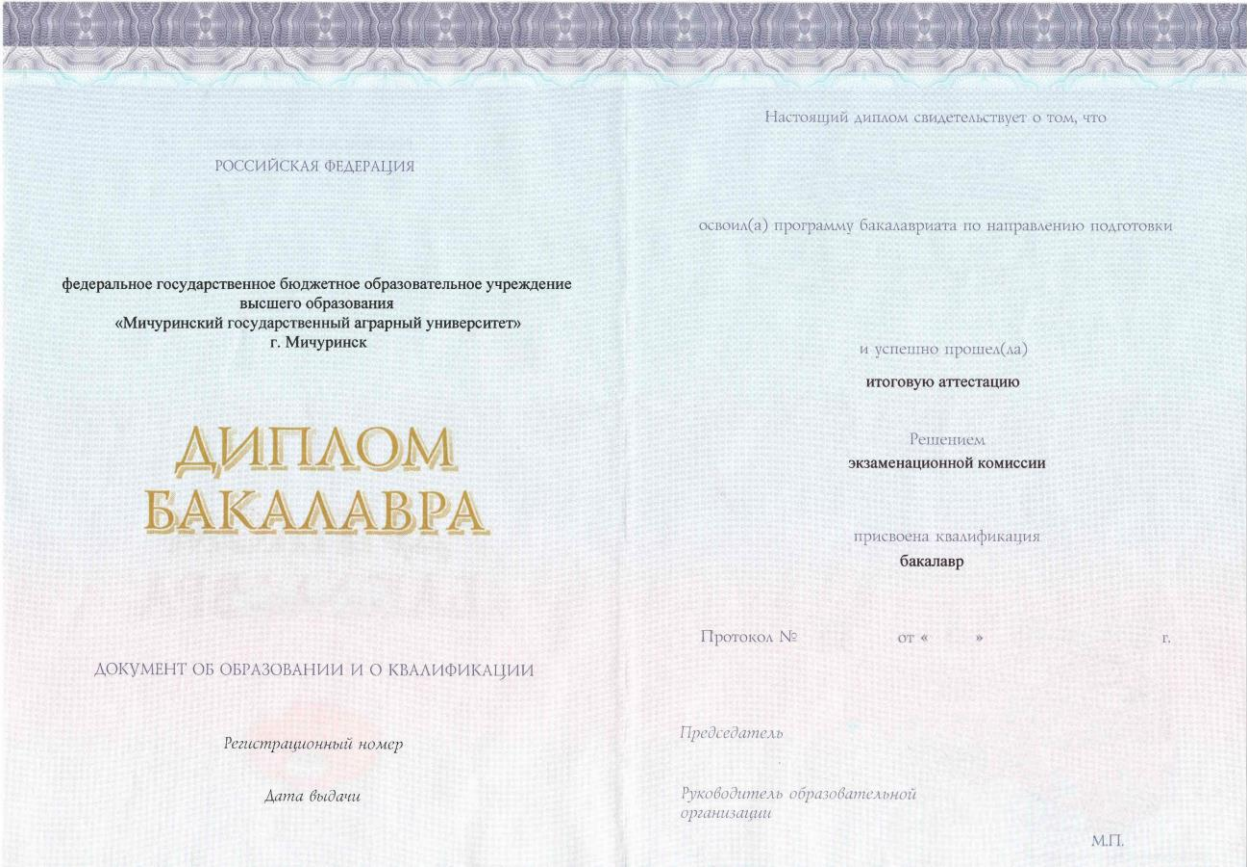 РОССИЙСКАЯ ФЕДЕРАЦИЯ
федеральное государственное бюджетное образовательное учреждение
высшего образования
«Мичуринский государственный аграрный университет»
г. Мичуринск
ДИПЛОМ
БАКАЛАВРА
ДОКУМЕНТ ОБ ОБРАЗОВАНИИ И О КВАЛИФИКАЦИИ
Регистрационный номер
Дата выдачи
Настоящий диплом свидетельствует о том, что
освоил(а) программу бакалавриата по направлению подготовки
и успешно прошел(ла)
итоговую аттестацию
Решением
экзаменационной комиссии
присвоена квалификация
бакалавр
Протокол № от « » г.
Председатель
Руководитель образовательной
организации
М.П.